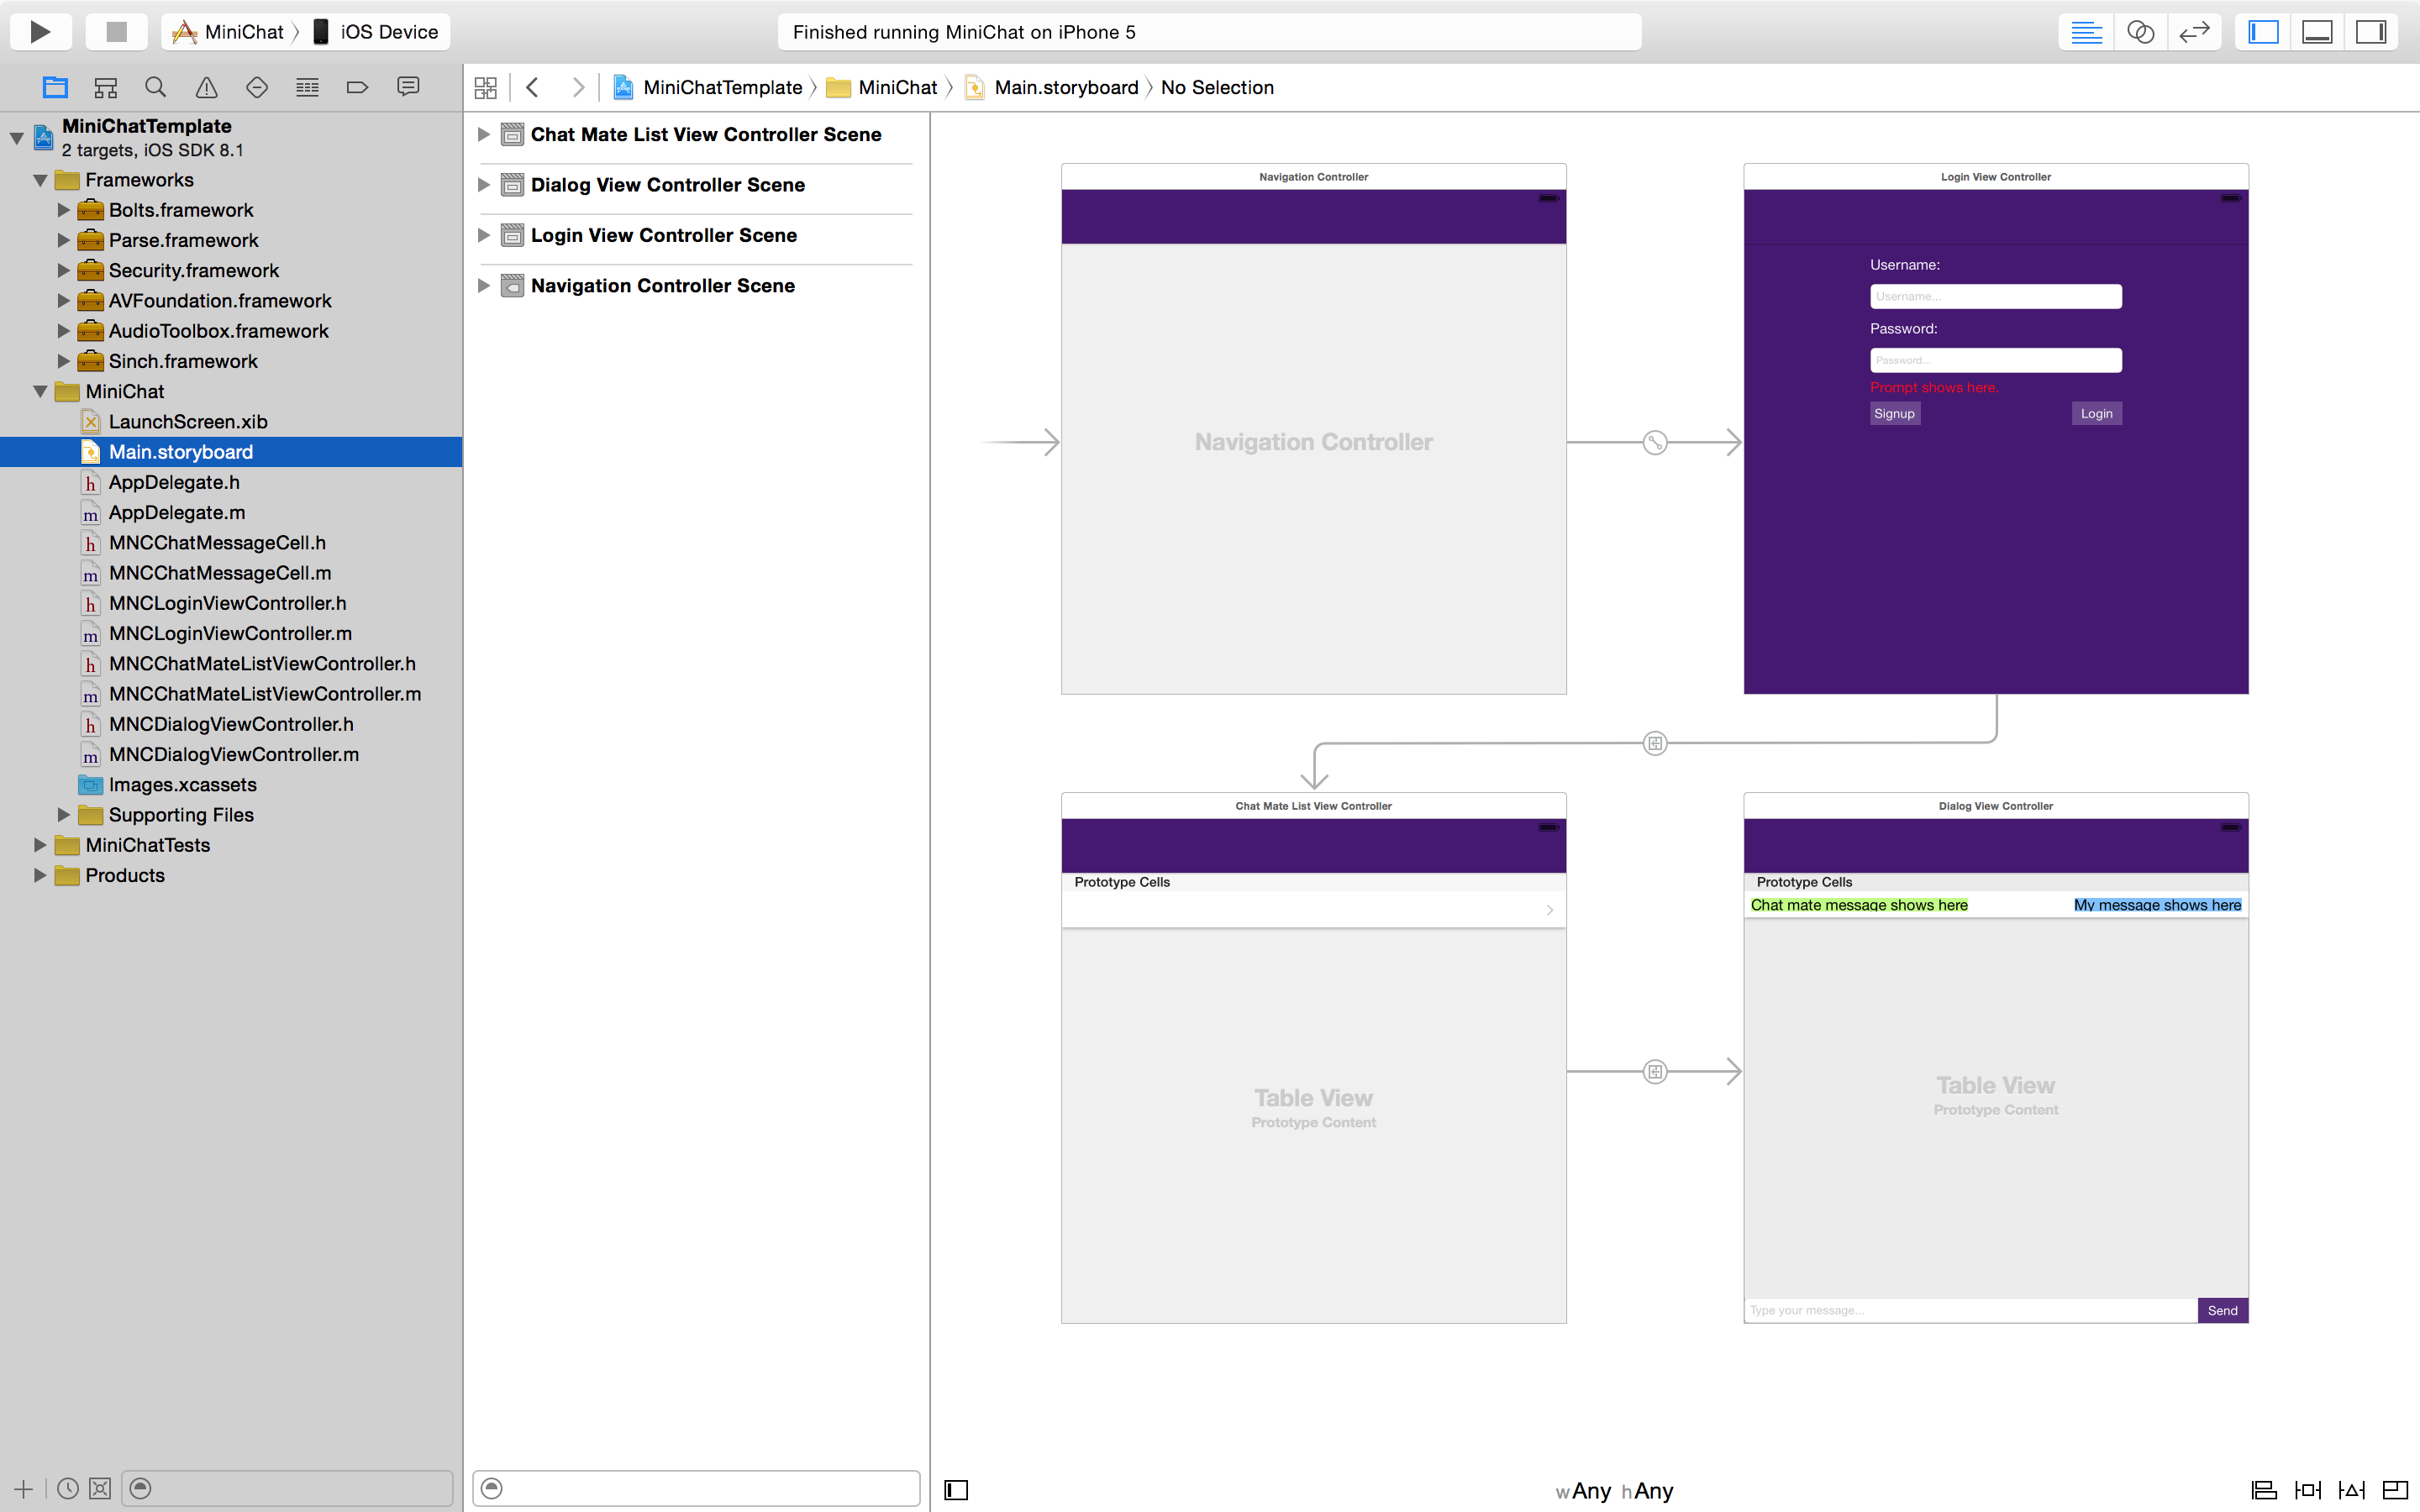 MiniChat
iOS Device
Finished running MiniChat on iPhone 5
MiniChatTemplate
MiniChat
Main.storyboard
No Selection
MiniChatTemplate
2 targets, iOS SDK 8.1
Frameworks
Bolts.framework
Parse.framework
Security.framework
AVFoundation.framework
AudioToolbox.framework
Sinch.framework
MiniChat
LaunchScreen.xib
Main.storyboard
h AppDelegate.h
m AppDelegate.m
h MNCChatMessageCell.h
m MNCChatMessageCell.m
h MNCLoginViewController.h
m MNCLoginViewController.m
h MNCChatMateListViewController.h
m MNCChatMateListViewController.m
h MNCDialogViewController.h
m MNCDialogViewController.m
Images.xcassets
Supporting Files
MiniChatTests
Products
Chat Mate List View Controller Scene
Dialog View Controller Scene
Login View Controller Scene
Navigation Controller Scene
Navigation Controller
Navigation Controller
Login View Controller
Username:
Username...
Password:
Password...
Prompt shows here.
Signup
Login
Chat Mate List View Controller
Prototype Cells
Table View
Prototype Content
Dialog View Controller
Prototype Cells
Chat mate message shows here
My message shows here
Table View
Prototype Content
Type your message...
Send
wAny hAny